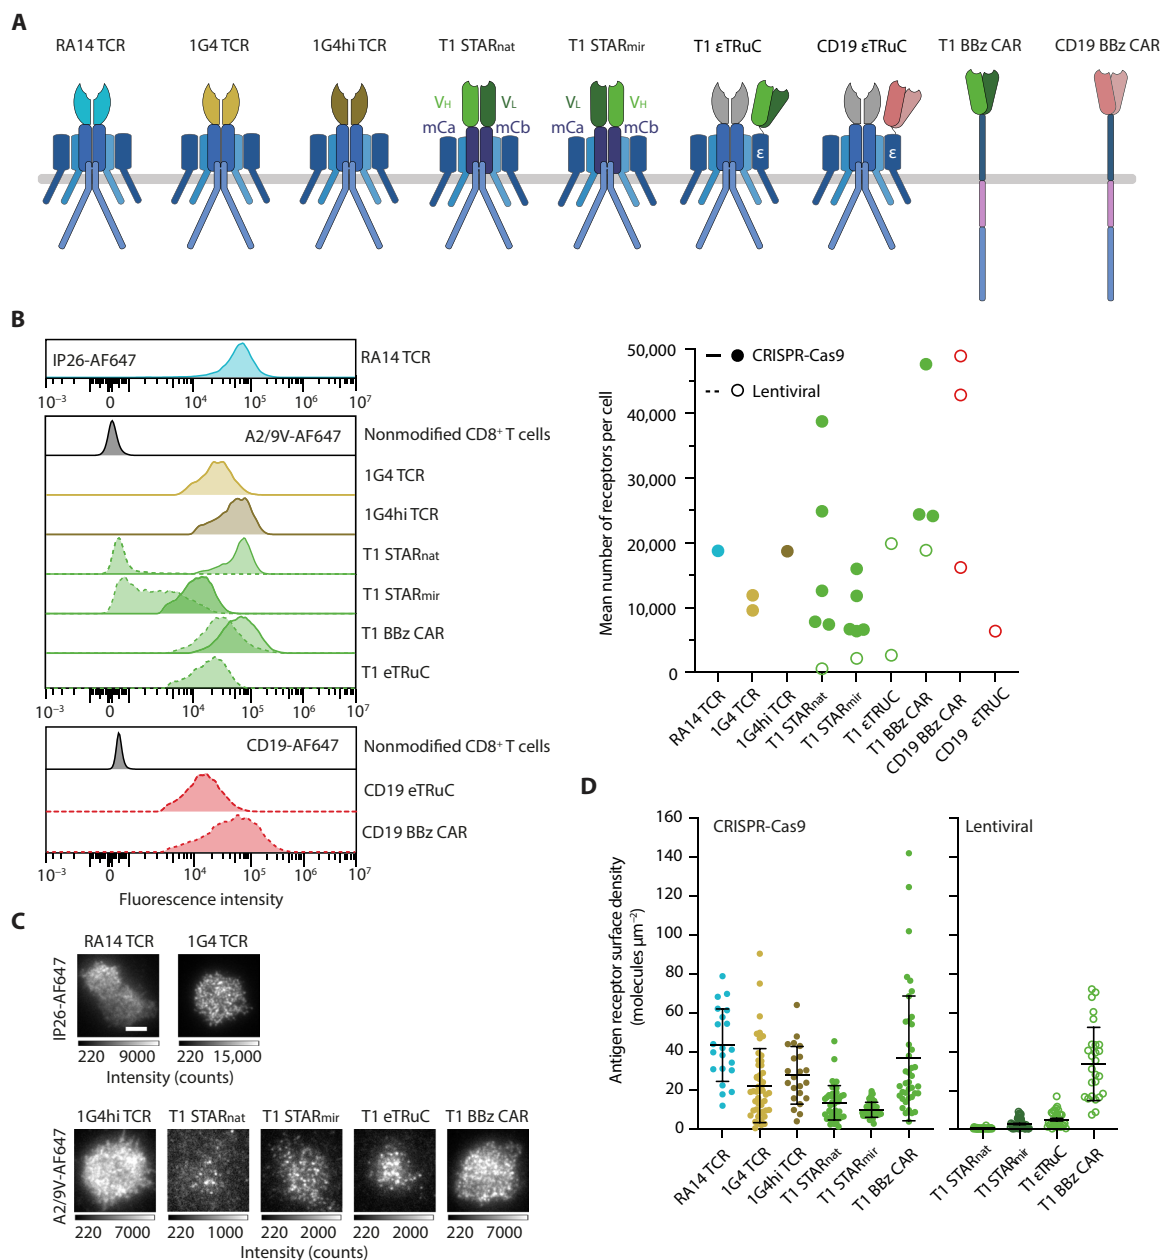 A
RA14 TCR
1G4 TCR
1G4hi TCR
T1 STARnat
T1 STARmir
T1 εTRuC
CD19 εTRuC
T1 BBz CAR
CD19 BBz CAR
VH
VL
VL
VH
mCa
mCb
mCa
mCb
ε
ε
B
IP26-AF647
RA14 TCR
10⁻³ 0 10⁴ 10⁵ 10⁶ 10⁷
A2/9V-AF647
Nonmodified CD8⁺ T cells
1G4 TCR
1G4hi TCR
T1 STARnat
T1 STARmir
T1 BBz CAR
T1 eTRuC
10⁻³ 0 10⁴ 10⁵ 10⁶ 10⁷
CD19-AF647
Nonmodified CD8⁺ T cells
CD19 eTRuC
CD19 BBz CAR
10⁻³ 0 10⁴ 10⁵ 10⁶ 10⁷
Fluorescence intensity
Mean number of receptors per cell
50,000
40,000
30,000
20,000
10,000
0
CRISPR-Cas9
Lentiviral
RA14 TCR
1G4 TCR
1G4hi TCR
T1 STARnat
T1 STARmir
T1 εTRUC
T1 BBz CAR
CD19 BBz CAR
CD19 εTRUC
C
RA14 TCR
1G4 TCR
IP26-AF647
220 9000
220 15,000
Intensity (counts)
1G4hi TCR
T1 STARnat
T1 STARmir
T1 eTRuC
T1 BBz CAR
A2/9V-AF647
220 7000
220 1000
220 2000
220 2000
220 7000
Intensity (counts)
D
Antigen receptor surface density
(molecules µm⁻²)
160
140
120
100
80
60
40
20
0
CRISPR-Cas9
Lentiviral
RA14 TCR
1G4 TCR
1G4hi TCR
T1 STARnat
T1 STARmir
T1 BBz CAR
T1 STARnat
T1 STARmir
T1 εTRuC
T1 BBz CAR